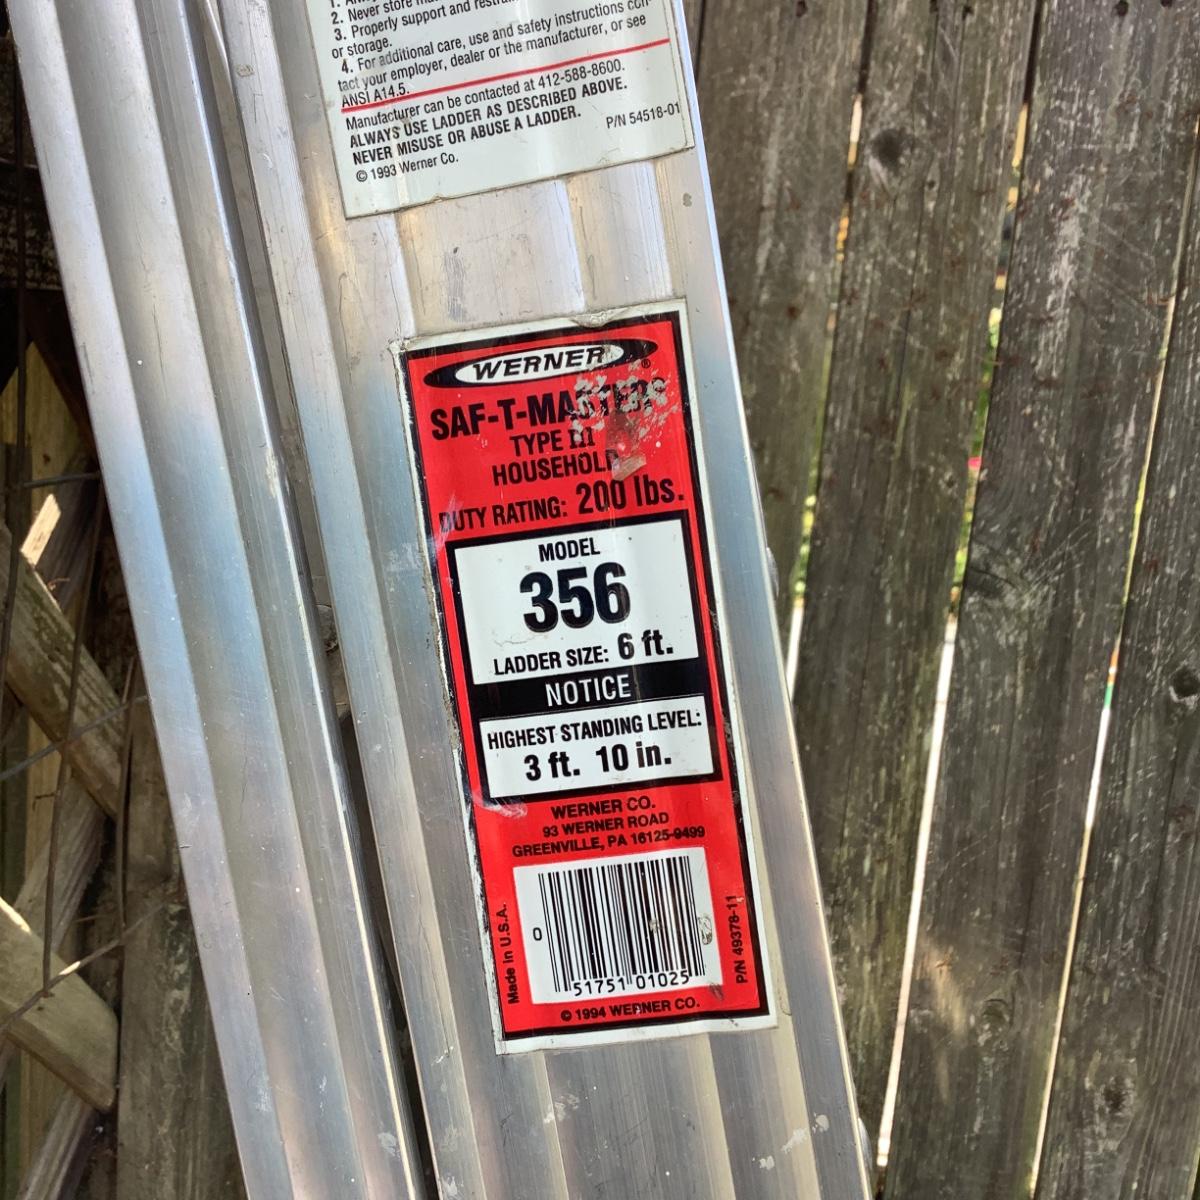 2. Never store
3. Properly support and
or storage.
4. For additional care, use and safety instructions con-
tact your employer, dealer or the manufacturer, or see
ANSI A14.5.
Manufacturer can be contacted at 412-588-8600.
ALWAYS USE LADDER AS DESCRIBED ABOVE.
NEVER MISUSE OR ABUSE A LADDER.
P/N 54518-01
© 1993 Werner Co.
WERNER®
SAF-T-MASTER®
TYPE III
HOUSEHOLD
DUTY RATING: 200 lbs.
MODEL
356
LADDER SIZE: 6 ft.
NOTICE
HIGHEST STANDING LEVEL:
3 ft. 10 in.
WERNER CO.
93 WERNER ROAD
GREENVILLE, PA 16125-9499
Made in U.S.A.
0 51751 01025
P/N 49378-11
© 1994 WERNER CO.